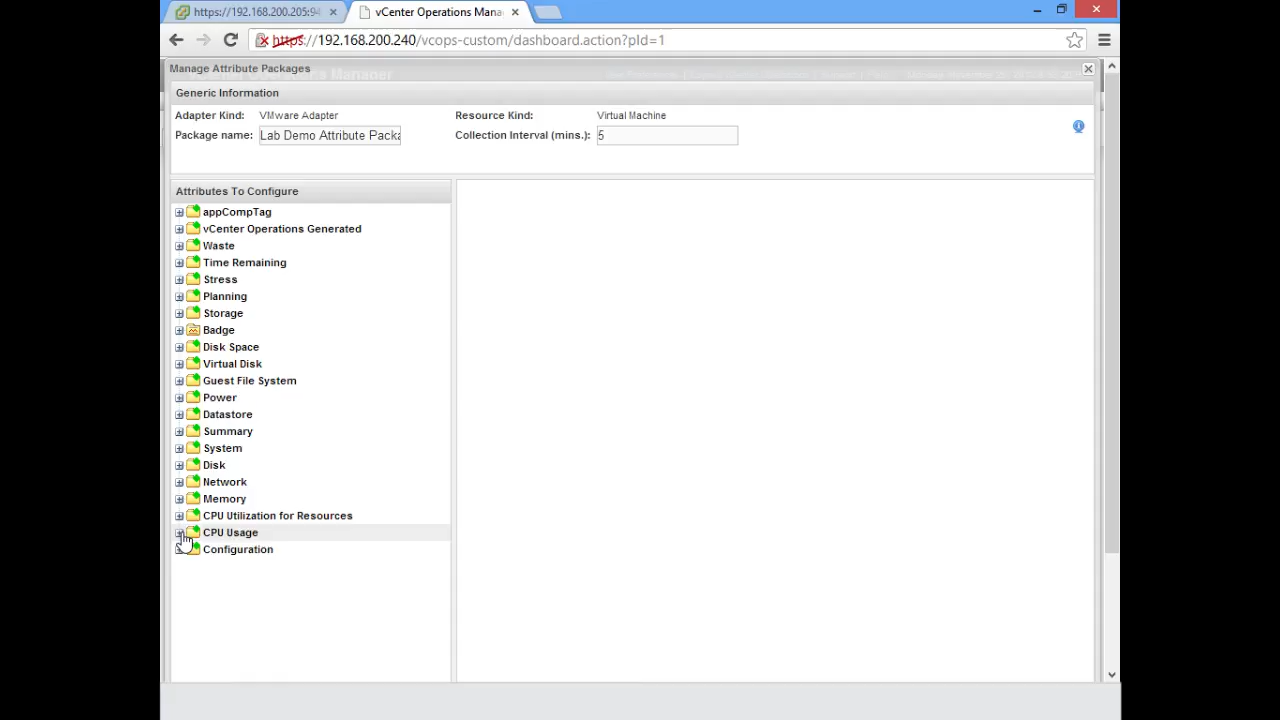 https://192.168.200.205:94
vCenter Operations Mana
https://192.168.200.240/vcops-custom/dashboard.action?pId=1
Manage Attribute Packages
Generic Information
Adapter Kind: VMware Adapter Resource Kind: Virtual Machine
Package name: Lab Demo Attribute Packa Collection Interval (mins.): 5
Attributes To Configure
appCompTag
vCenter Operations Generated
Waste
Time Remaining
Stress
Planning
Storage
Badge
Disk Space
Virtual Disk
Guest File System
Power
Datastore
Summary
System
Disk
Network
Memory
CPU Utilization for Resources
CPU Usage
Configuration